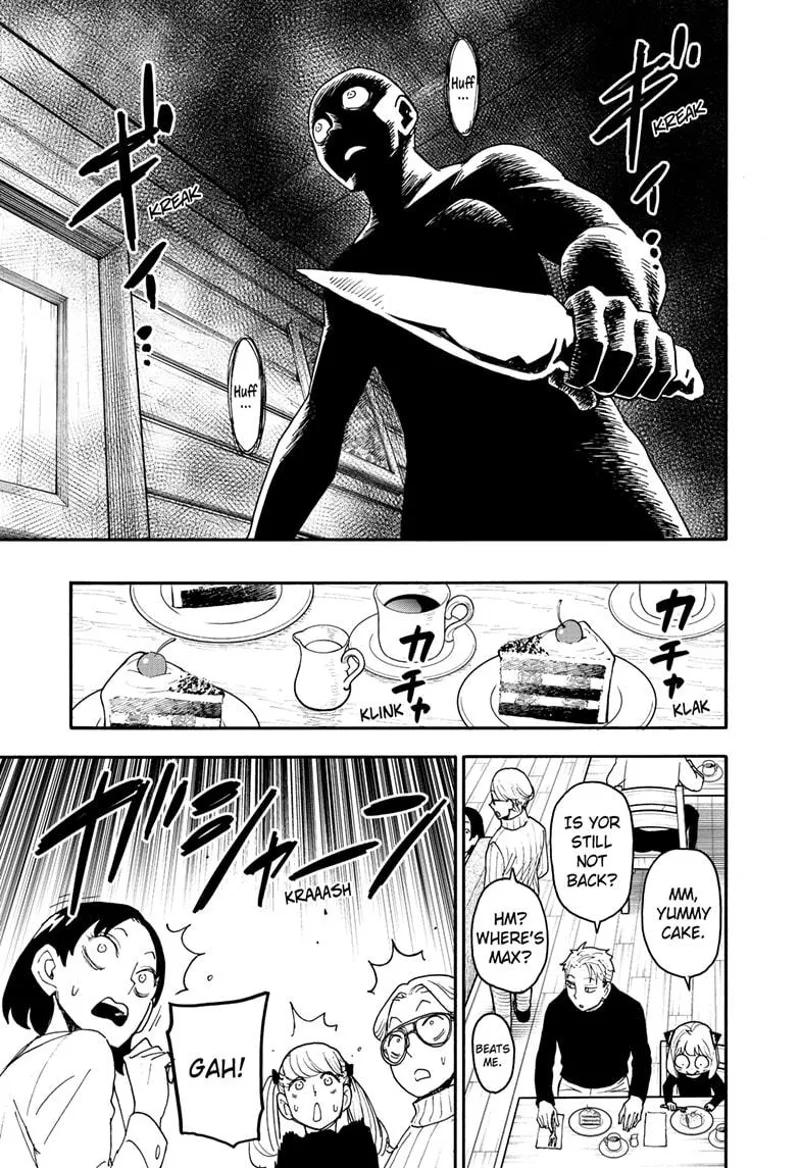 ギィ...
KREAK
Huff
...
ギィ...
KREAK
Huff
...
カチャ
KLAK
カチャ
KLINK
MM,
YUMMY
CAKE.
IS YOR
STILL
NOT
BACK?
HM?
WHERE'S
MAX?
BEATS
ME.
ガシャーン
KRAAASH
GAH!